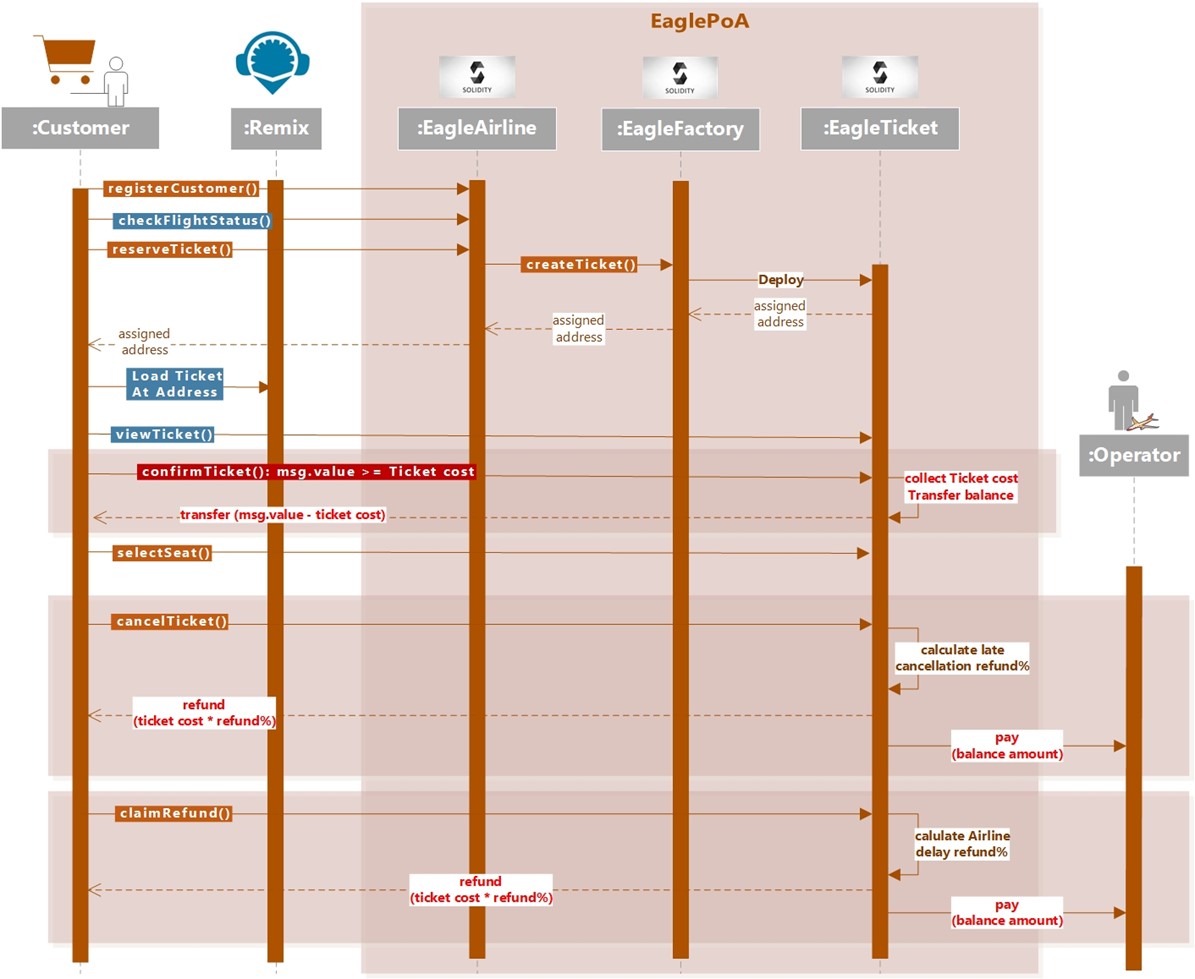 EaglePoA
SOLIDITY
SOLIDITY
SOLIDITY
:Customer
:Remix
:EagleAirline
:EagleFactory
:EagleTicket
registerCustomer()
checkFlightStatus()
reserveTicket()
createTicket()
Deploy
assigned
address
assigned
address
assigned
address
Load Ticket
At Address
viewTicket()
:Operator
confirmTicket(): msg.value >= Ticket cost
collect Ticket cost
Transfer balance
transfer (msg.value - ticket cost)
selectSeat()
cancelTicket()
calculate late
cancellation refund%
refund
(ticket cost * refund%)
pay
(balance amount)
claimRefund()
calulate Airline
delay refund%
refund
(ticket cost * refund%)
pay
(balance amount)